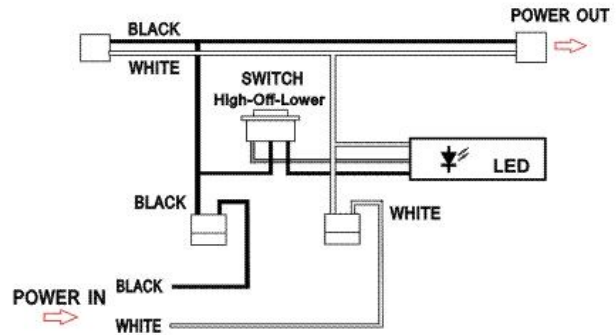 BLACK
POWER OUT
WHITE
SWITCH
High-Off-Lower
LED
BLACK
WHITE
BLACK
POWER IN
WHITE